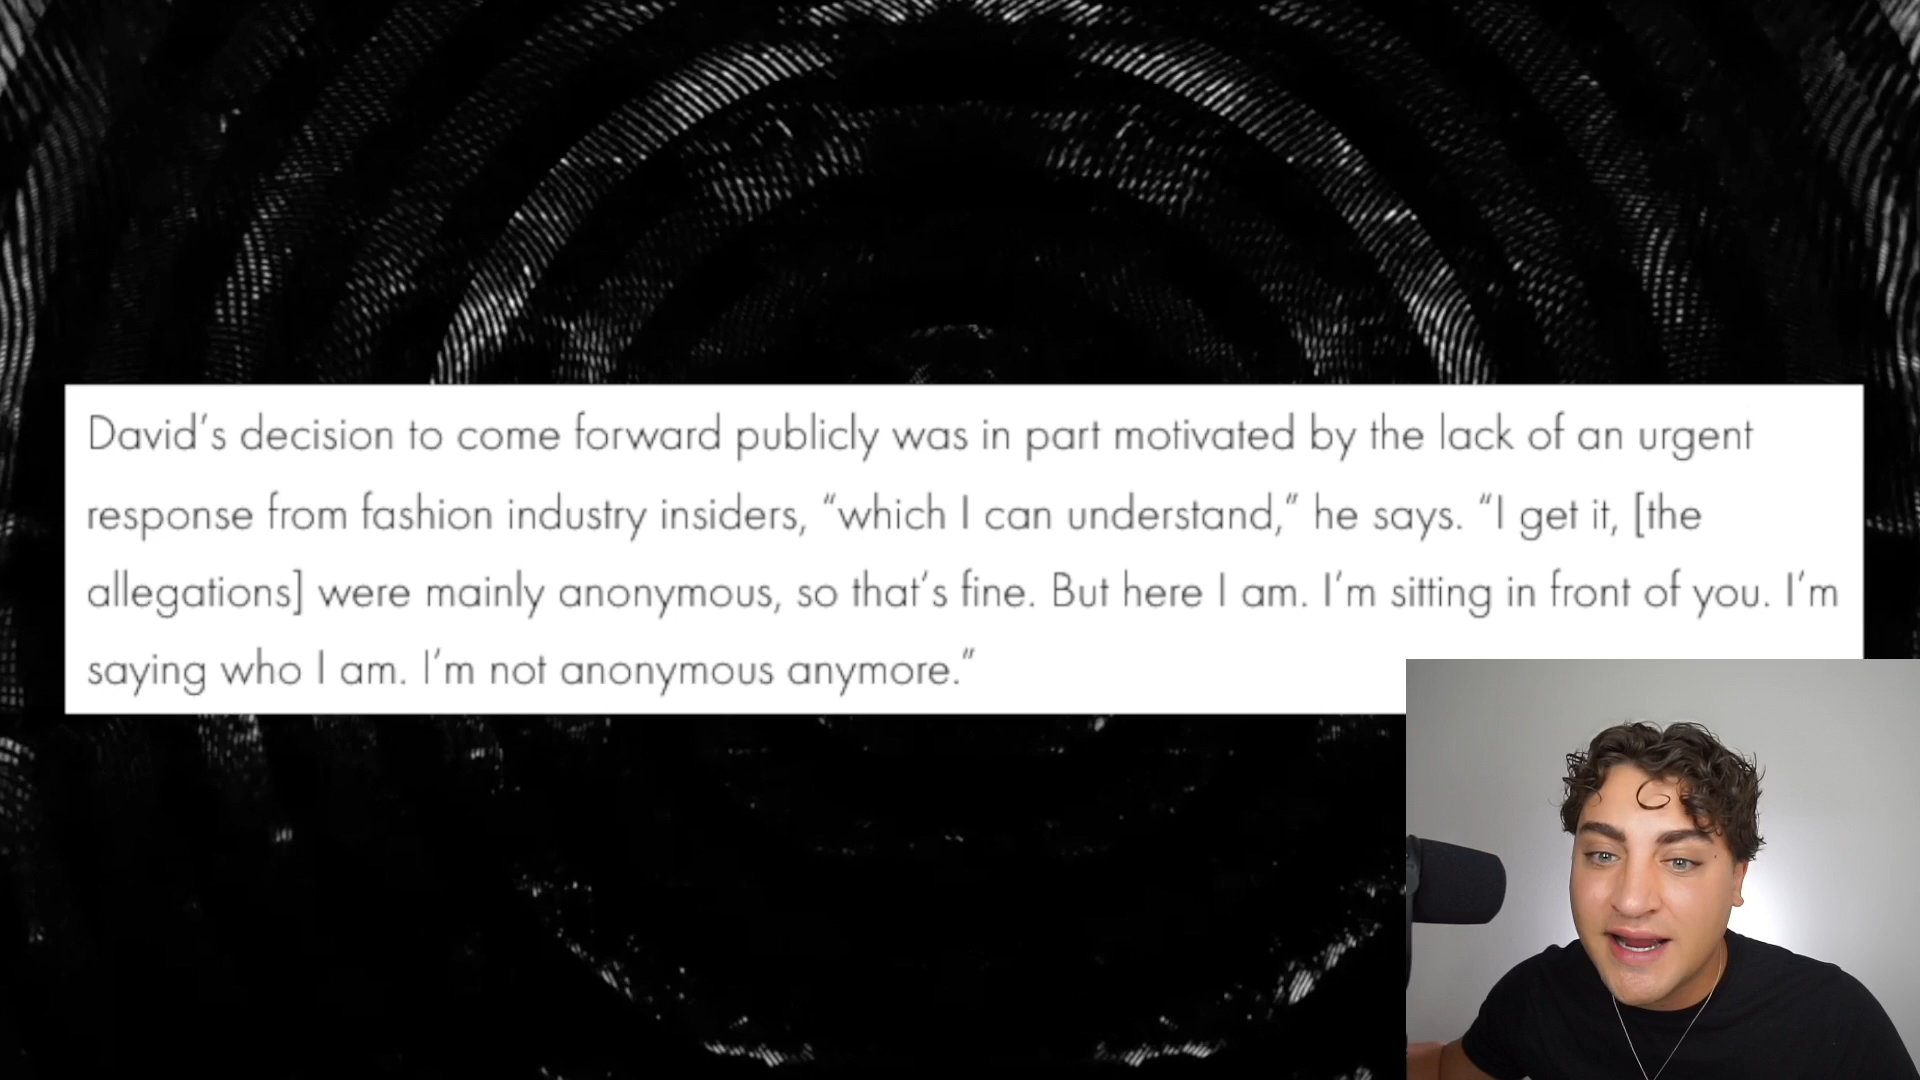 David’s decision to come forward publicly was in part motivated by the lack of an urgent
response from fashion industry insiders, “which I can understand,” he says. “I get it, [the
allegations] were mainly anonymous, so that’s fine. But here I am. I’m sitting in front of you. I’m
saying who I am. I’m not anonymous anymore.”